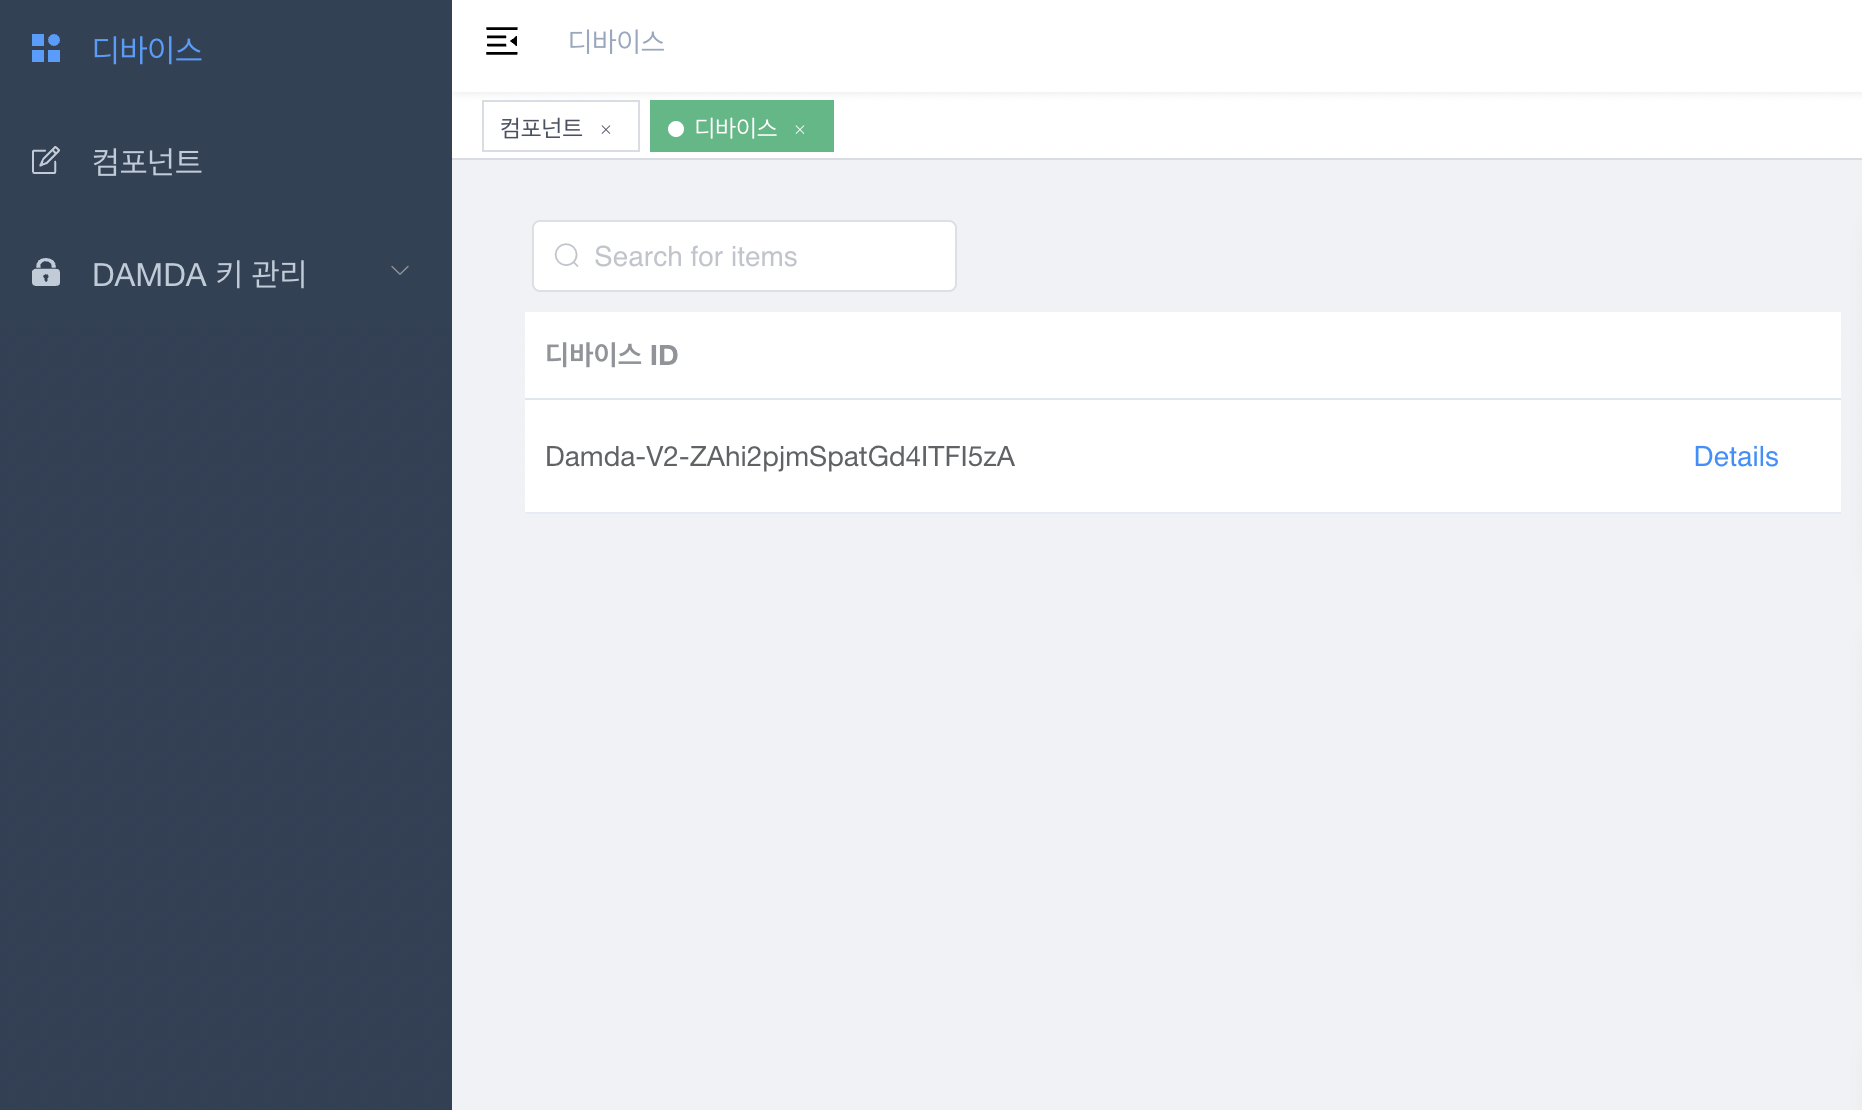 디바이스
컴포넌트
DAMDA 키 관리
디바이스
컴포넌트 ×
디바이스 ×
Search for items
디바이스 ID
Damda-V2-ZAhi2pjmSpatGd4ITFI5zA Details